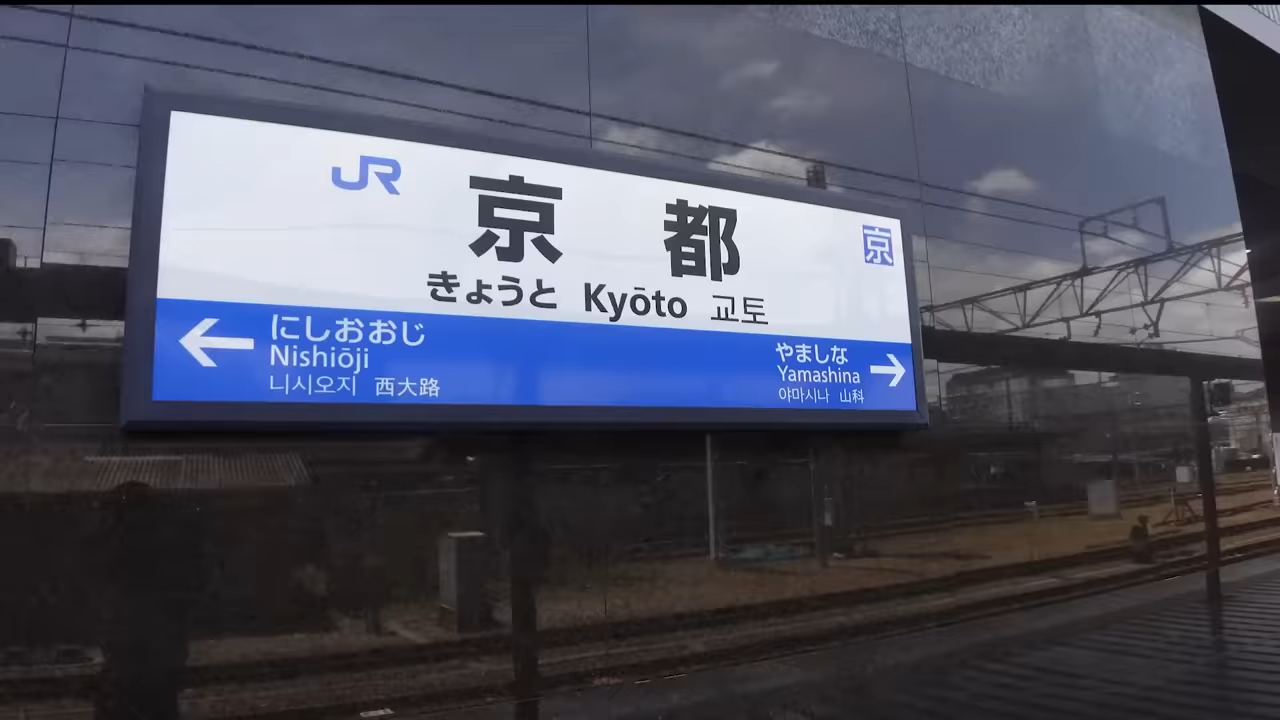 JR 京都 京
きょうと Kyōto 교토
← にしおおじ
Nishiōji
니시오지 西大路
やましな →
Yamashina
야마시나 山科